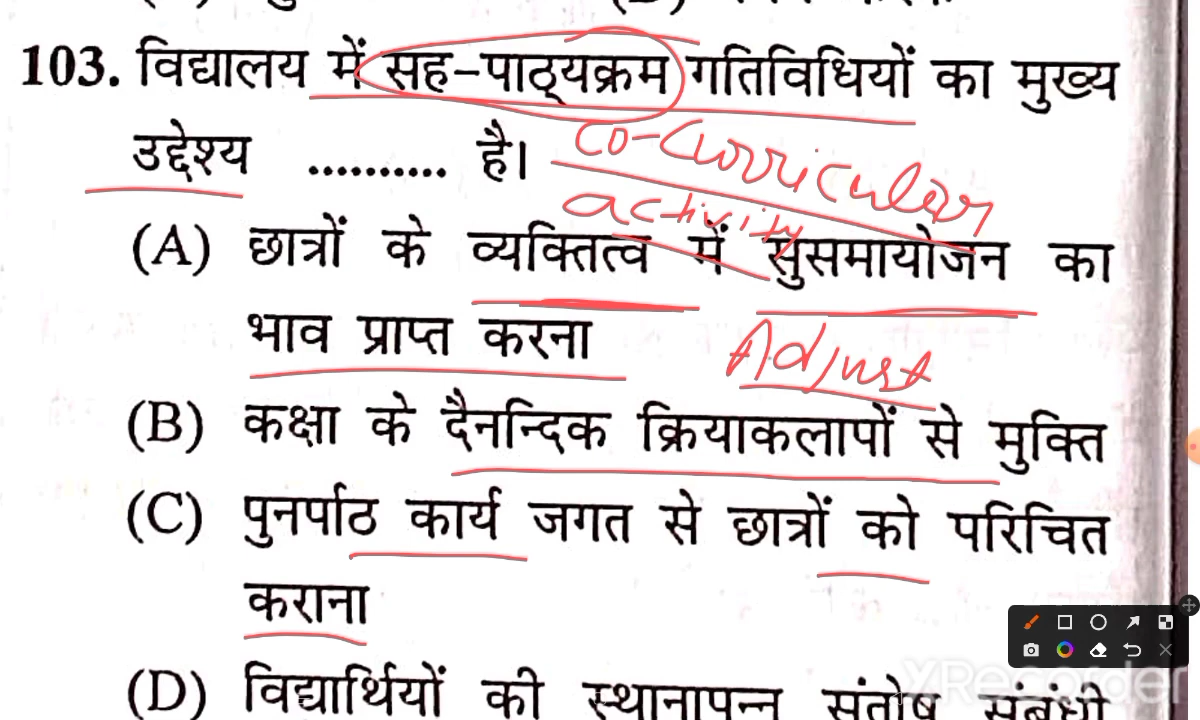 103. विद्यालय में सह-पाठ्यक्रम गतिविधियों का मुख्य
उद्देश्य .......... है।
co-curricular
activity
(A) छात्रों के व्यक्तित्व में सुसमायोजन का
भाव प्राप्त करना
Adjust
(B) कक्षा के दैनन्दिक क्रियाकलापों से मुक्ति
(C) पुनर्पाठ कार्य जगत से छात्रों को परिचित
कराना
(D) विद्यार्थियों की स्थानापन्न संतोष संबंधी
XRecorder